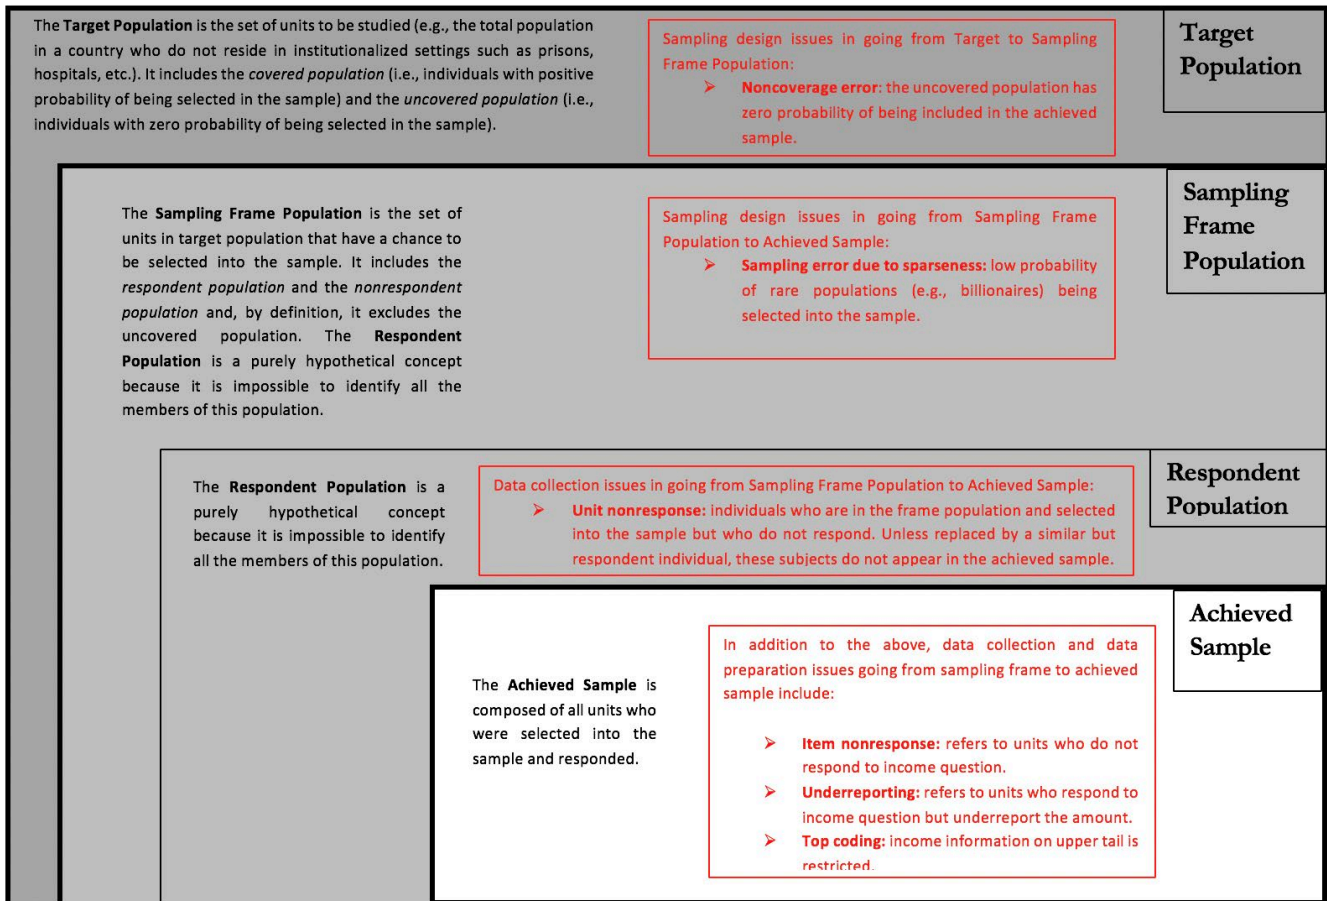 The Target Population is the set of units to be studied (e.g., the total population
in a country who do not reside in institutionalized settings such as prisons,
hospitals, etc.). It includes the covered population (i.e., individuals with positive
probability of being selected in the sample) and the uncovered population (i.e.,
individuals with zero probability of being selected in the sample).
Sampling design issues in going from Target to Sampling
Frame Population:
➢ Noncoverage error: the uncovered population has
zero probability of being included in the achieved
sample.
Target
Population
The Sampling Frame Population is the set of
units in target population that have a chance to
be selected into the sample. It includes the
respondent population and the nonrespondent
population and, by definition, it excludes the
uncovered population. The Respondent
Population is a purely hypothetical concept
because it is impossible to identify all the
members of this population.
Sampling design issues in going from Sampling Frame
Population to Achieved Sample:
➢ Sampling error due to sparseness: low probability
of rare populations (e.g., billionaires) being
selected into the sample.
Sampling
Frame
Population
The Respondent Population is a
purely hypothetical concept
because it is impossible to identify
all the members of this population.
Data collection issues in going from Sampling Frame Population to Achieved Sample:
➢ Unit nonresponse: individuals who are in the frame population and selected
into the sample but who do not respond. Unless replaced by a similar but
respondent individual, these subjects do not appear in the achieved sample.
Respondent
Population
The Achieved Sample is
composed of all units who
were selected into the
sample and responded.
In addition to the above, data collection and data
preparation issues going from sampling frame to achieved
sample include:
➢ Item nonresponse: refers to units who do not
respond to income question.
➢ Underreporting: refers to units who respond to
income question but underreport the amount.
➢ Top coding: income information on upper tail is
restricted.
Achieved
Sample